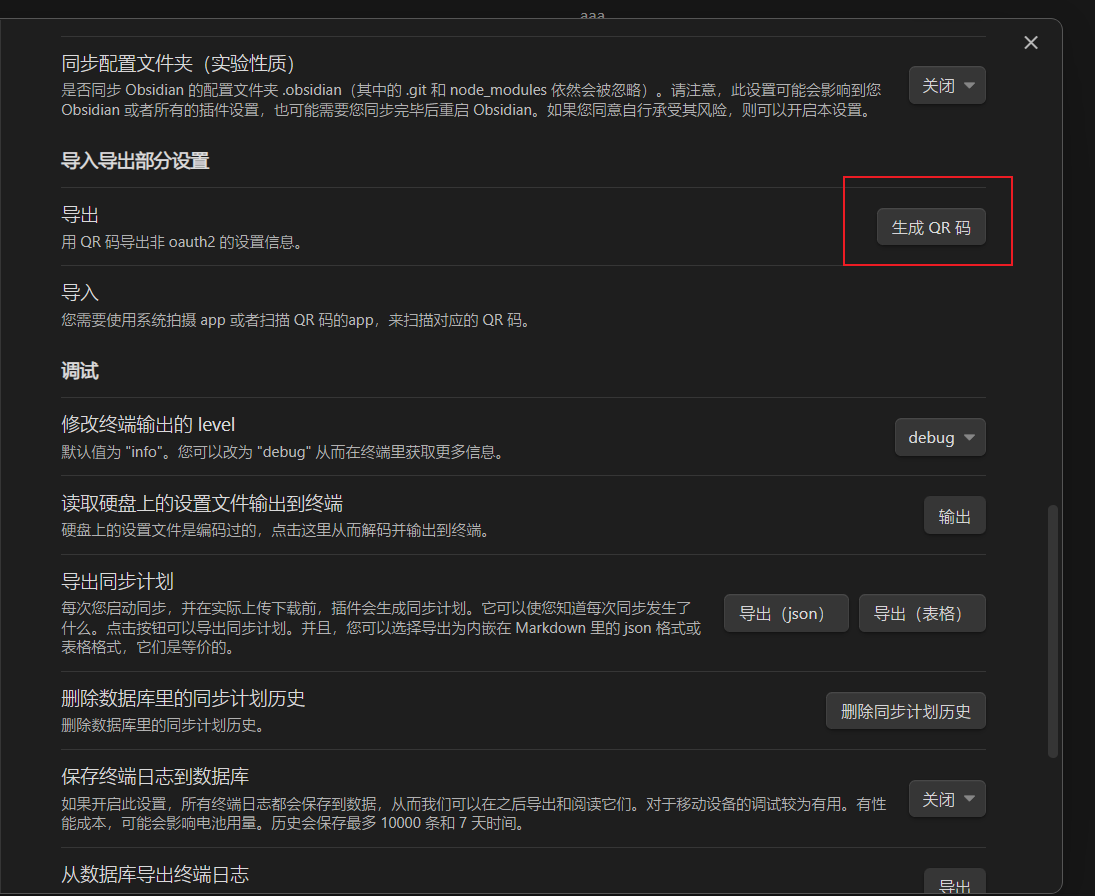 aaa
同步配置文件夹（实验性质）
是否同步 Obsidian 的配置文件夹 .obsidian（其中的 .git 和 node_modules 依然会被忽略）。请注意，此设置可能会影响到您
Obsidian 或者所有的插件设置，也可能需要您同步完毕后重启 Obsidian。如果您同意自行承受其风险，则可以开启本设置。
关闭
导入导出部分设置
导出
用 QR 码导出非 oauth2 的设置信息。
生成 QR 码
导入
您需要使用系统拍摄 app 或者扫描 QR 码的app，来扫描对应的 QR 码。
调试
修改终端输出的 level
默认值为 "info"。您可以改为 "debug" 从而在终端里获取更多信息。
debug
读取硬盘上的设置文件输出到终端
硬盘上的设置文件是编码过的，点击这里从而解码并输出到终端。
输出
导出同步计划
每次您启动同步，并在实际上传下载前，插件会生成同步计划。它可以使您知道每次同步发生了
什么。点击按钮可以导出同步计划。并且，您可以选择导出为内嵌在 Markdown 里的 json 格式或
表格格式，它们是等价的。
导出（json）
导出（表格）
删除数据库里的同步计划历史
删除数据库里的同步计划历史。
删除同步计划历史
保存终端日志到数据库
如果开启此设置，所有终端日志都会保存到数据，从而我们可以在之后导出和阅读它们。对于移动设备的调试较为有用。有性
能成本，可能会影响电池用量。历史会保存最多 10000 条和 7 天时间。
关闭
从数据库导出终端日志
导出